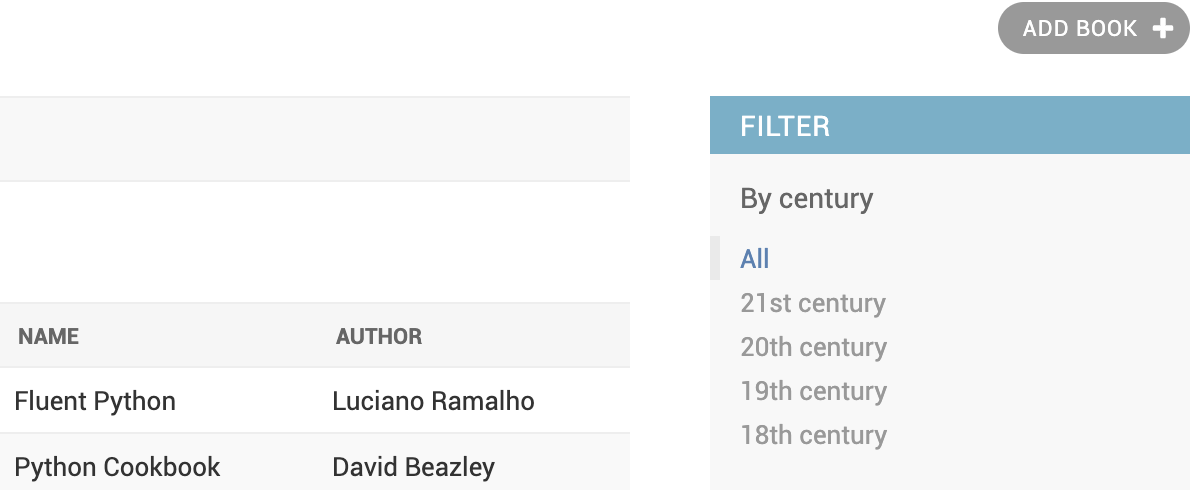 ADD BOOK
FILTER
By century
All
21st century
20th century
19th century
18th century
NAME AUTHOR
Fluent Python Luciano Ramalho
Python Cookbook David Beazley